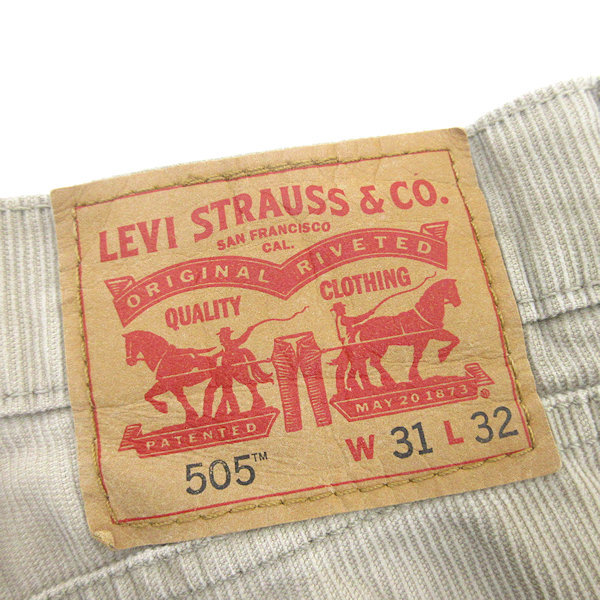 LEVI STRAUSS & CO.
SAN FRANCISCO
CAL.
ORIGINAL RIVETED
QUALITY CLOTHING
PATENTED MAY 20 1873 ®
505™ W 31 L 32